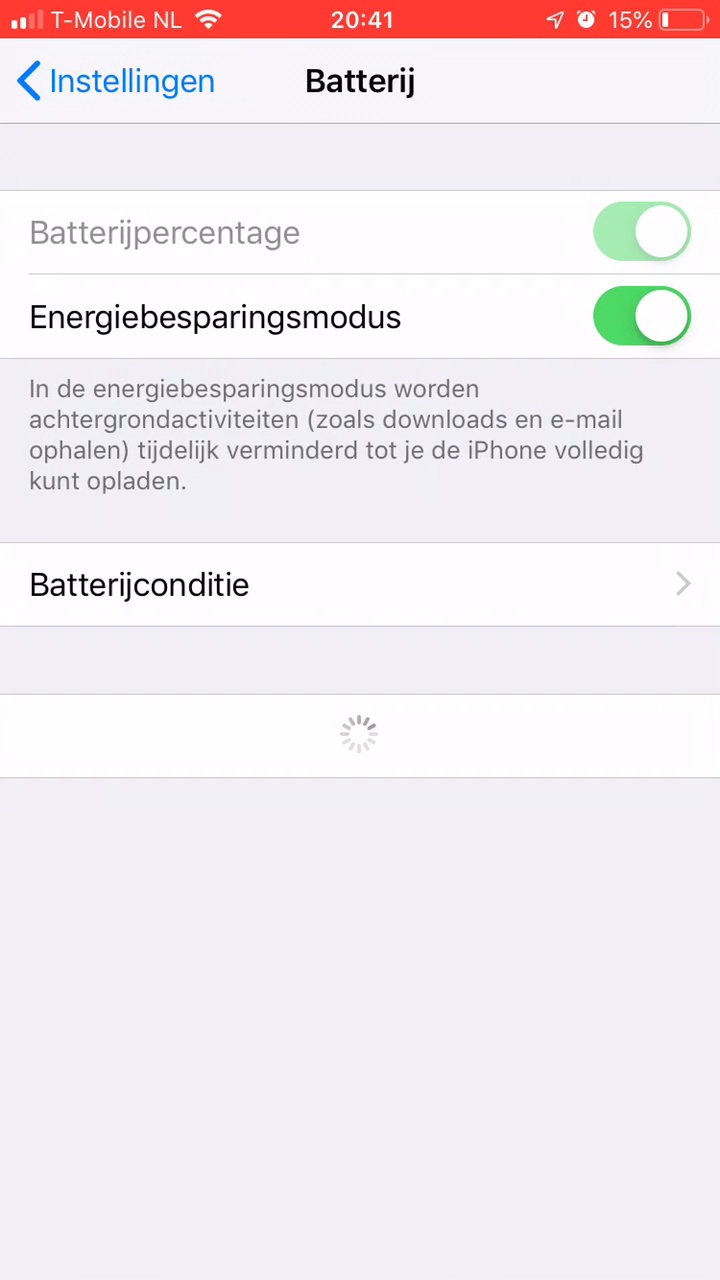 T-Mobile NL 20:41 15%
Instellingen Batterij
Batterijpercentage
Energiebesparingsmodus
In de energiebesparingsmodus worden
achtergrondactiviteiten (zoals downloads en e-mail
ophalen) tijdelijk verminderd tot je de iPhone volledig
kunt opladen.
Batterijconditie